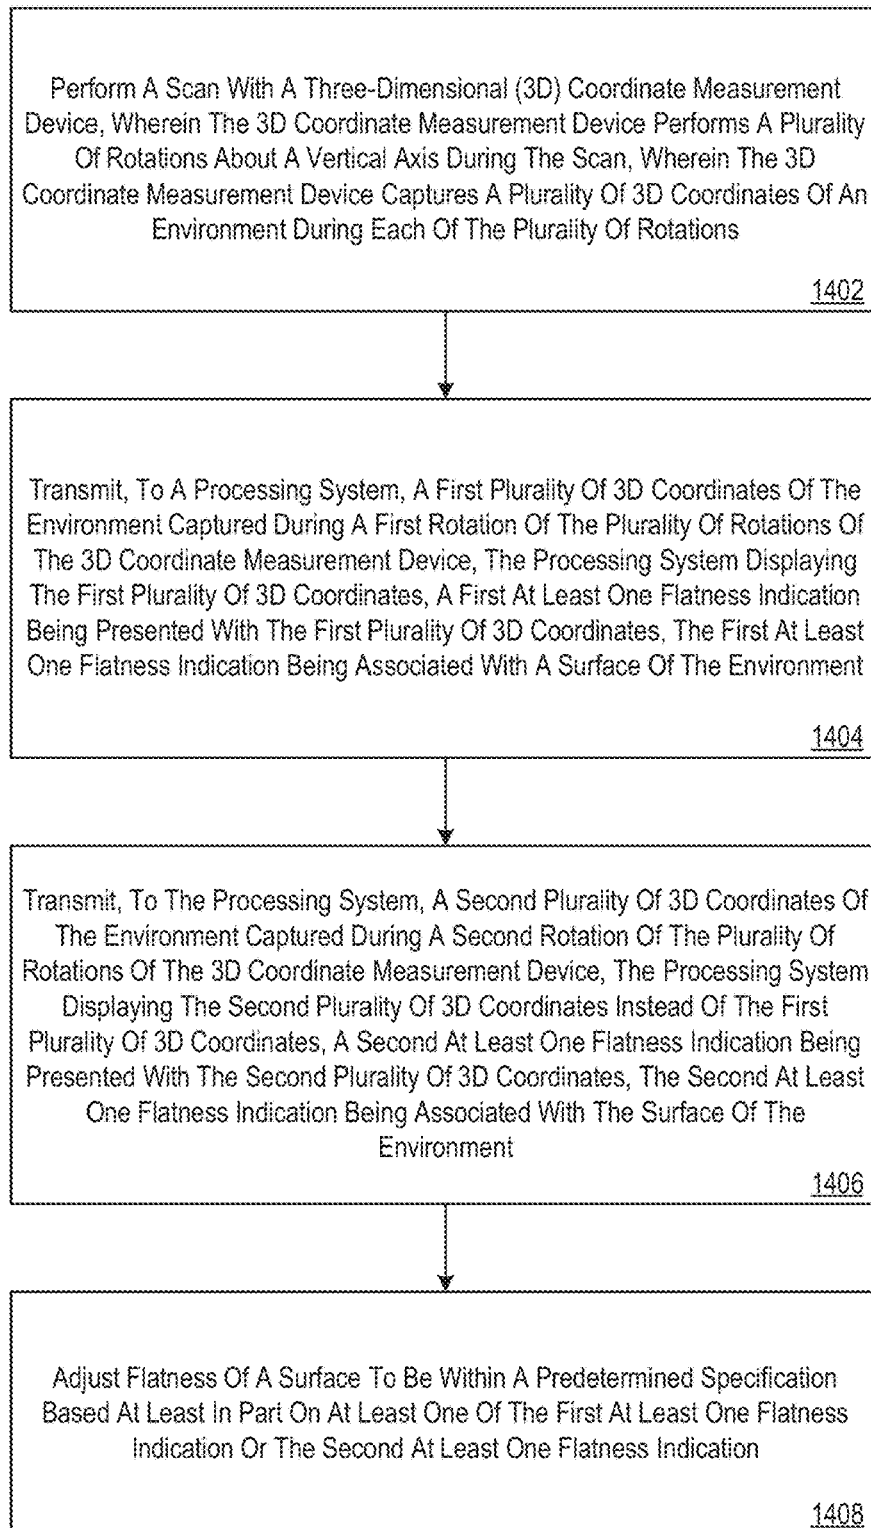 Perform A Scan With A Three-Dimensional (3D) Coordinate Measurement
Device, Wherein The 3D Coordinate Measurement Device Performs A Plurality
Of Rotations About A Vertical Axis During The Scan, Wherein The 3D
Coordinate Measurement Device Captures A Plurality Of 3D Coordinates Of An
Environment During Each Of The Plurality Of Rotations
1402
Transmit, To A Processing System, A First Plurality Of 3D Coordinates Of The
Environment Captured During A First Rotation Of The Plurality Of Rotations Of
The 3D Coordinate Measurement Device, The Processing System Displaying
The First Plurality Of 3D Coordinates, A First At Least One Flatness Indication
Being Presented With The First Plurality Of 3D Coordinates, The First At Least
One Flatness Indication Being Associated With A Surface Of The Environment
1404
Transmit, To The Processing System, A Second Plurality Of 3D Coordinates Of
The Environment Captured During A Second Rotation Of The Plurality Of
Rotations Of The 3D Coordinate Measurement Device, The Processing System
Displaying The Second Plurality Of 3D Coordinates Instead Of The First
Plurality Of 3D Coordinates, A Second At Least One Flatness Indication Being
Presented With The Second Plurality Of 3D Coordinates, The Second At Least
One Flatness Indication Being Associated With The Surface Of The
Environment
1406
Adjust Flatness Of A Surface To Be Within A Predetermined Specification
Based At Least In Part On At Least One Of The First At Least One Flatness
Indication Or The Second At Least One Flatness Indication
1408